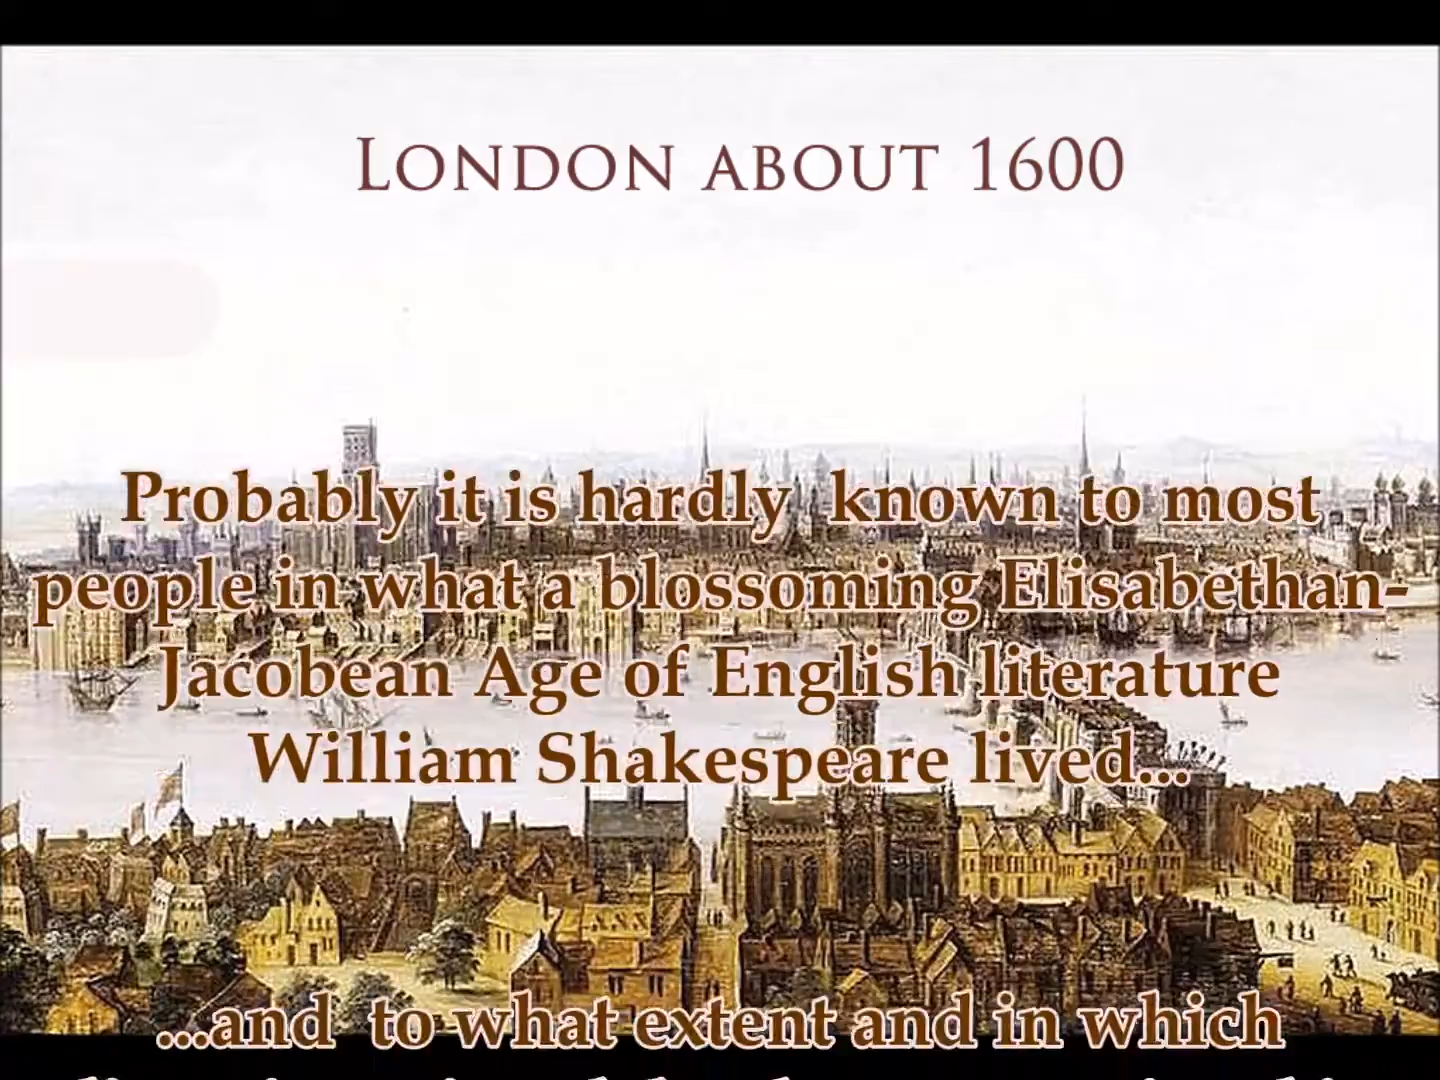 London about 1600
Probably it is hardly known to most
people in what a blossoming Elisabethan-
Jacobean Age of English literature
William Shakespeare lived...
...and to what extent and in which